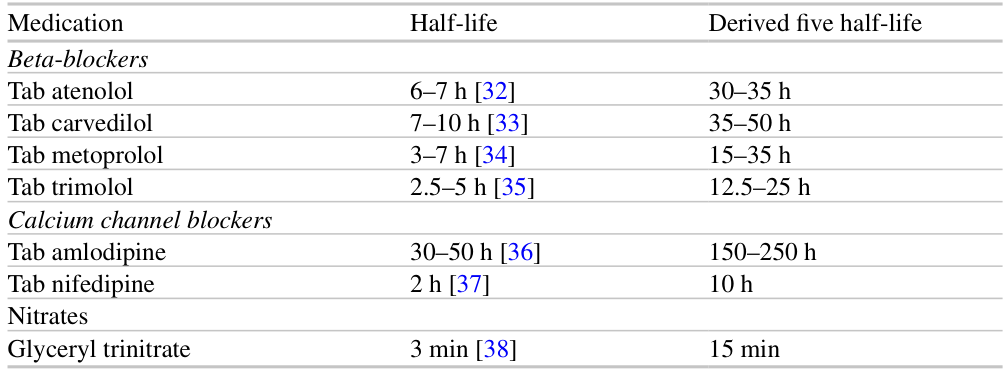 Medication Half-life Derived five half-life
Beta-blockers
Tab atenolol 6–7 h [32] 30–35 h
Tab carvedilol 7–10 h [33] 35–50 h
Tab metoprolol 3–7 h [34] 15–35 h
Tab trimolol 2.5–5 h [35] 12.5–25 h
Calcium channel blockers
Tab amlodipine 30–50 h [36] 150–250 h
Tab nifedipine 2 h [37] 10 h
Nitrates
Glyceryl trinitrate 3 min [38] 15 min